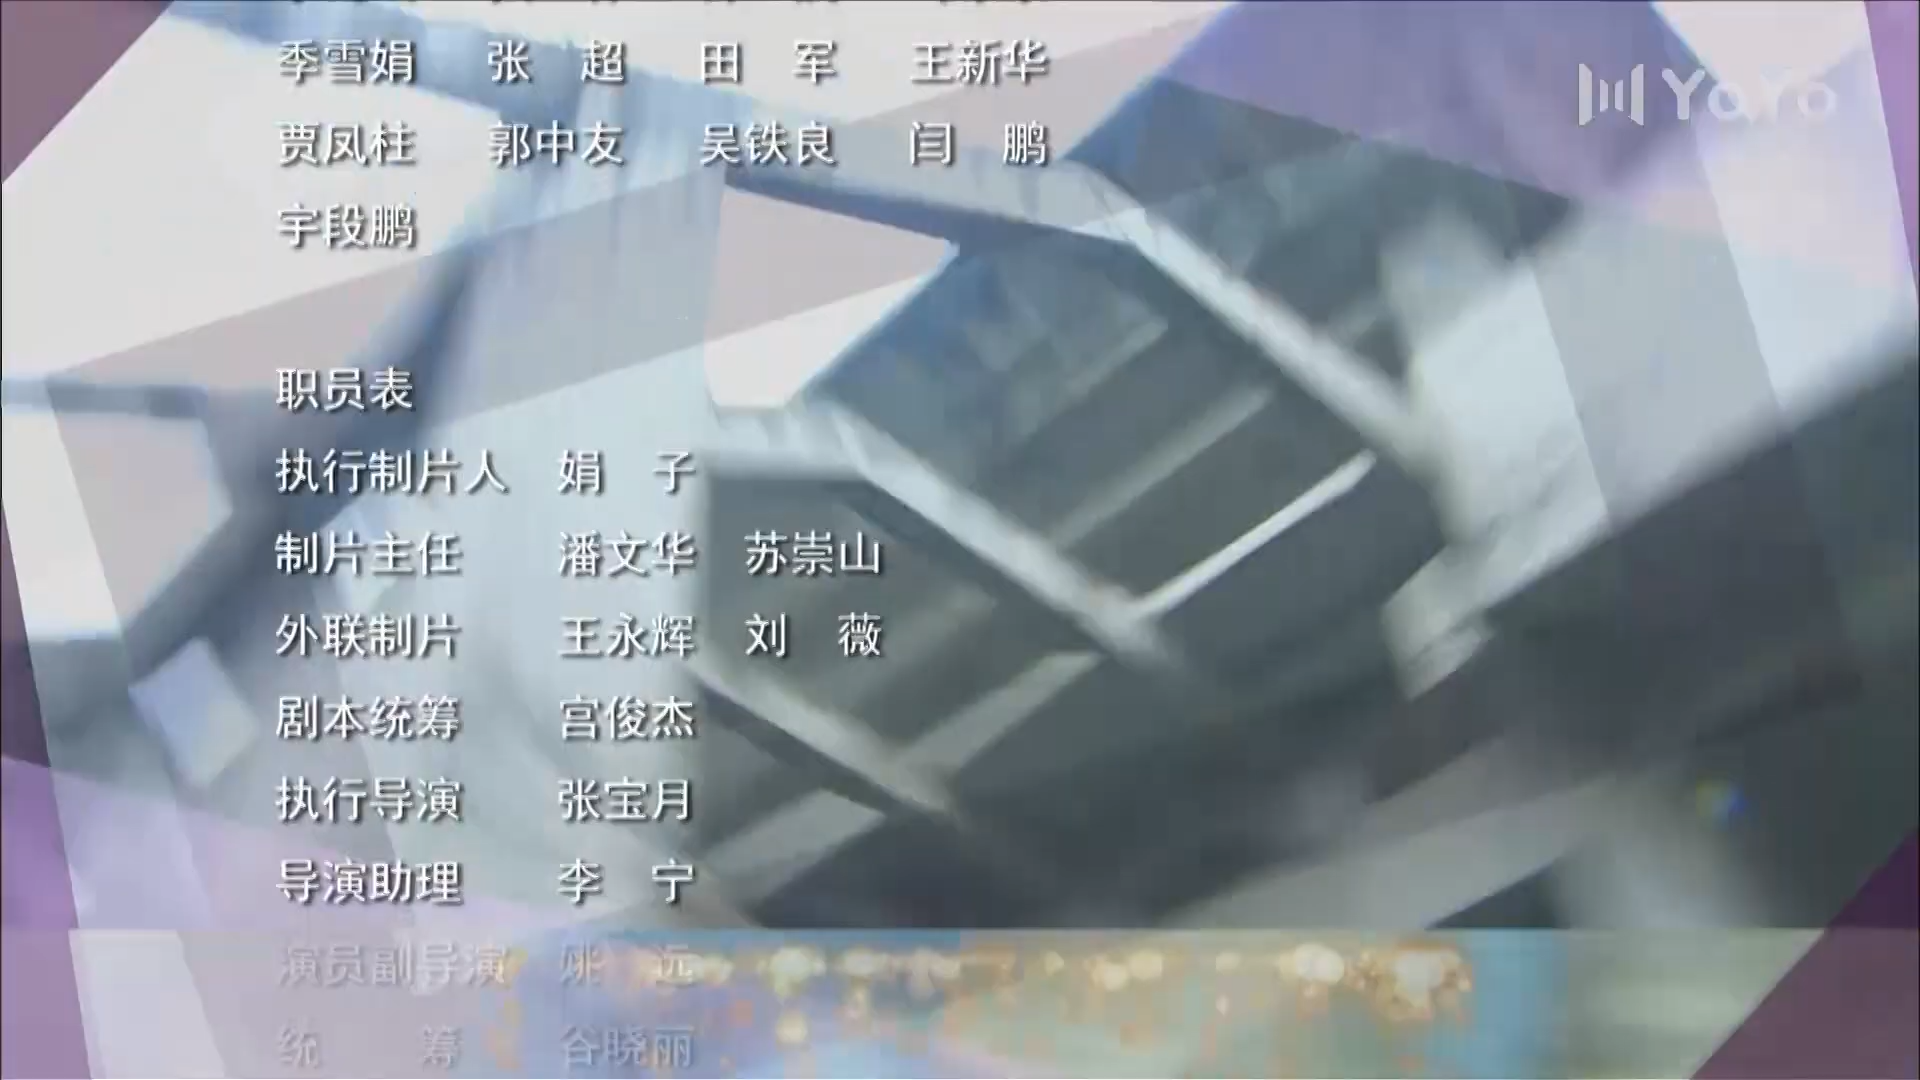 季雪娟 张 超 田 军 王新华
YoYo
贾凤柱 郭中友 吴铁良 闫 鹏
宇段鹏
职员表
执行制片人 娟 子
制片主任 潘文华 苏崇山
外联制片 王永辉 刘 薇
剧本统筹 宫俊杰
执行导演 张宝月
导演助理 李 宁
演员副导演 姚 远
统 筹 谷晓丽